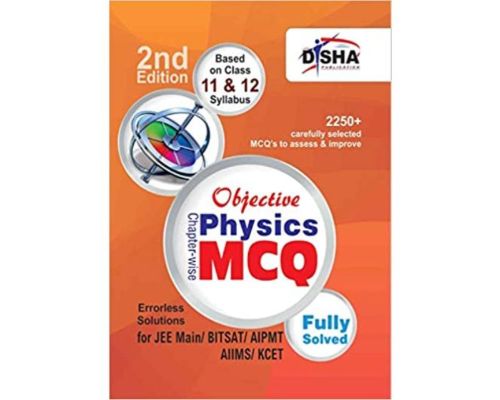 2nd
Edition
Based
on Class
11 & 12
Syllabus
DISHA
PUBLICATION
2250+
carefully selected
MCQ's to assess & improve
Objective
Chapter-wise
Physics
MCQ
Errorless
Solutions
for JEE Main/ BITSAT/ AIPMT
AIIMS/ KCET
Fully
Solved